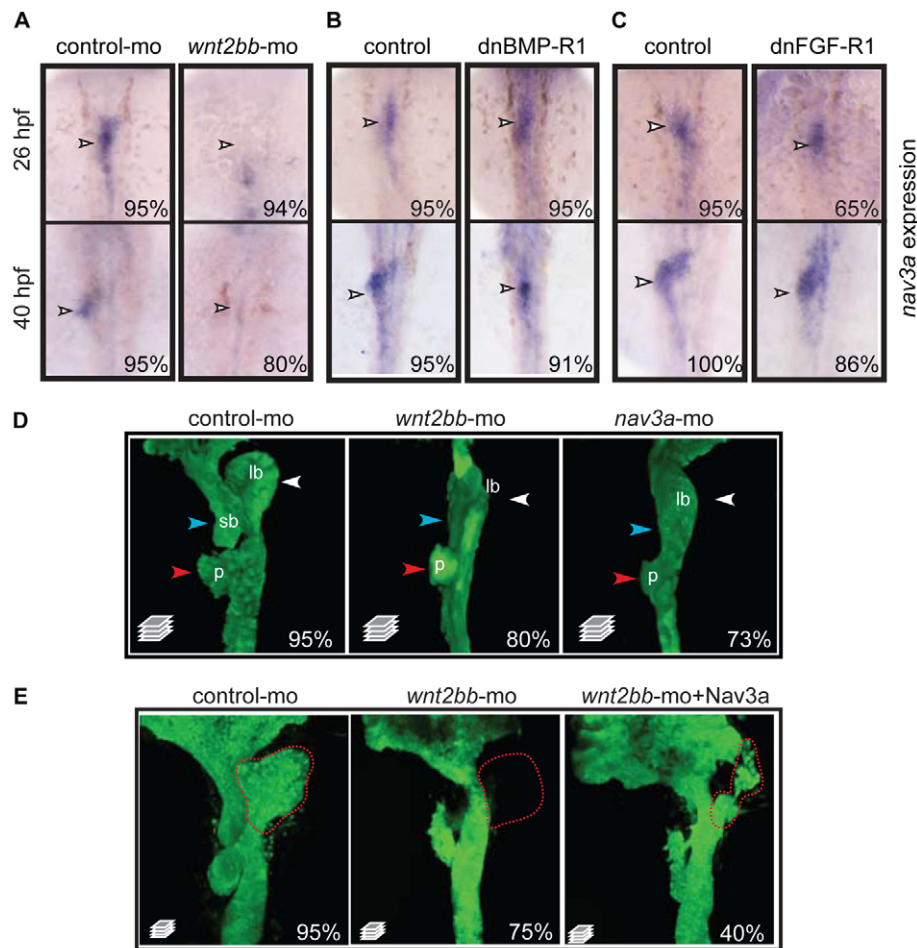 A B C
control-mo wnt2bb-mo control dnBMP-R1 control dnFGF-R1
26 hpf
95% 94% 95% 95% 95% 65%
40 hpf
95% 80% 95% 91% 100% 86%
nav3a expression
D
control-mo wnt2bb-mo nav3a-mo
lb lb lb
sb
p p p
95% 80% 73%
E
control-mo wnt2bb-mo wnt2bb-mo+Nav3a
95% 75% 40%